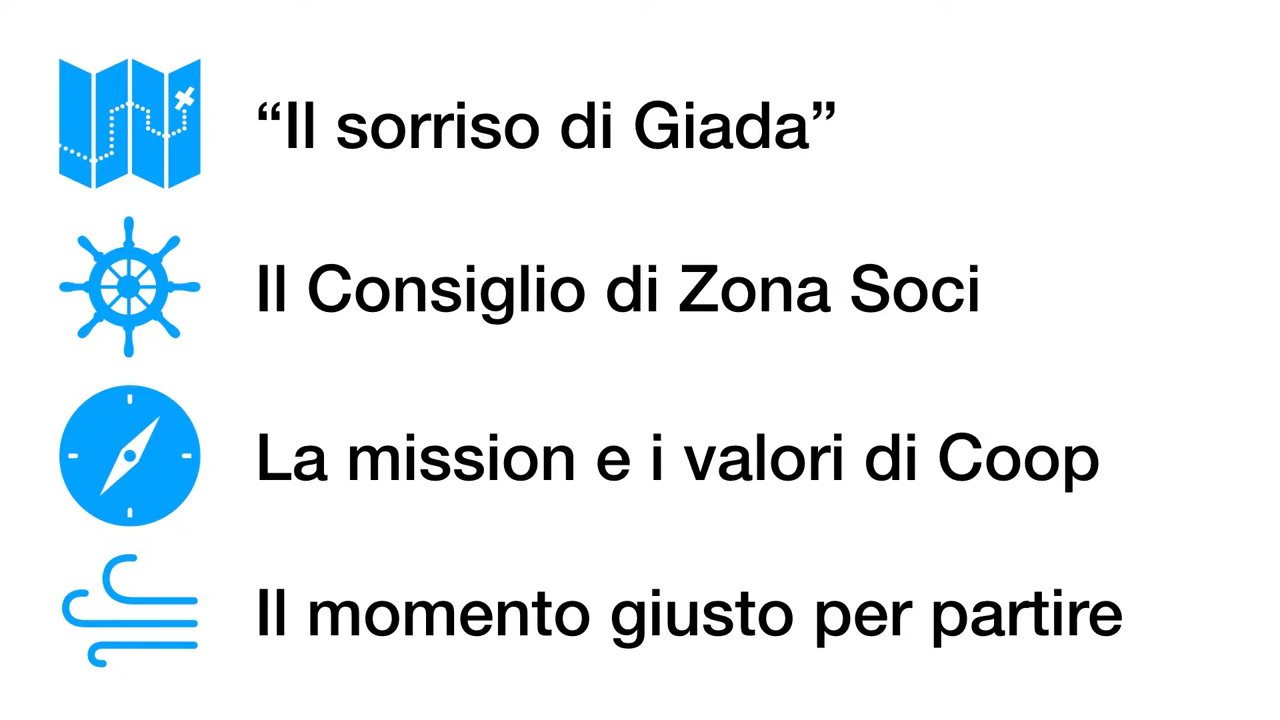 “Il sorriso di Giada”
Il Consiglio di Zona Soci
La mission e i valori di Coop
Il momento giusto per partire